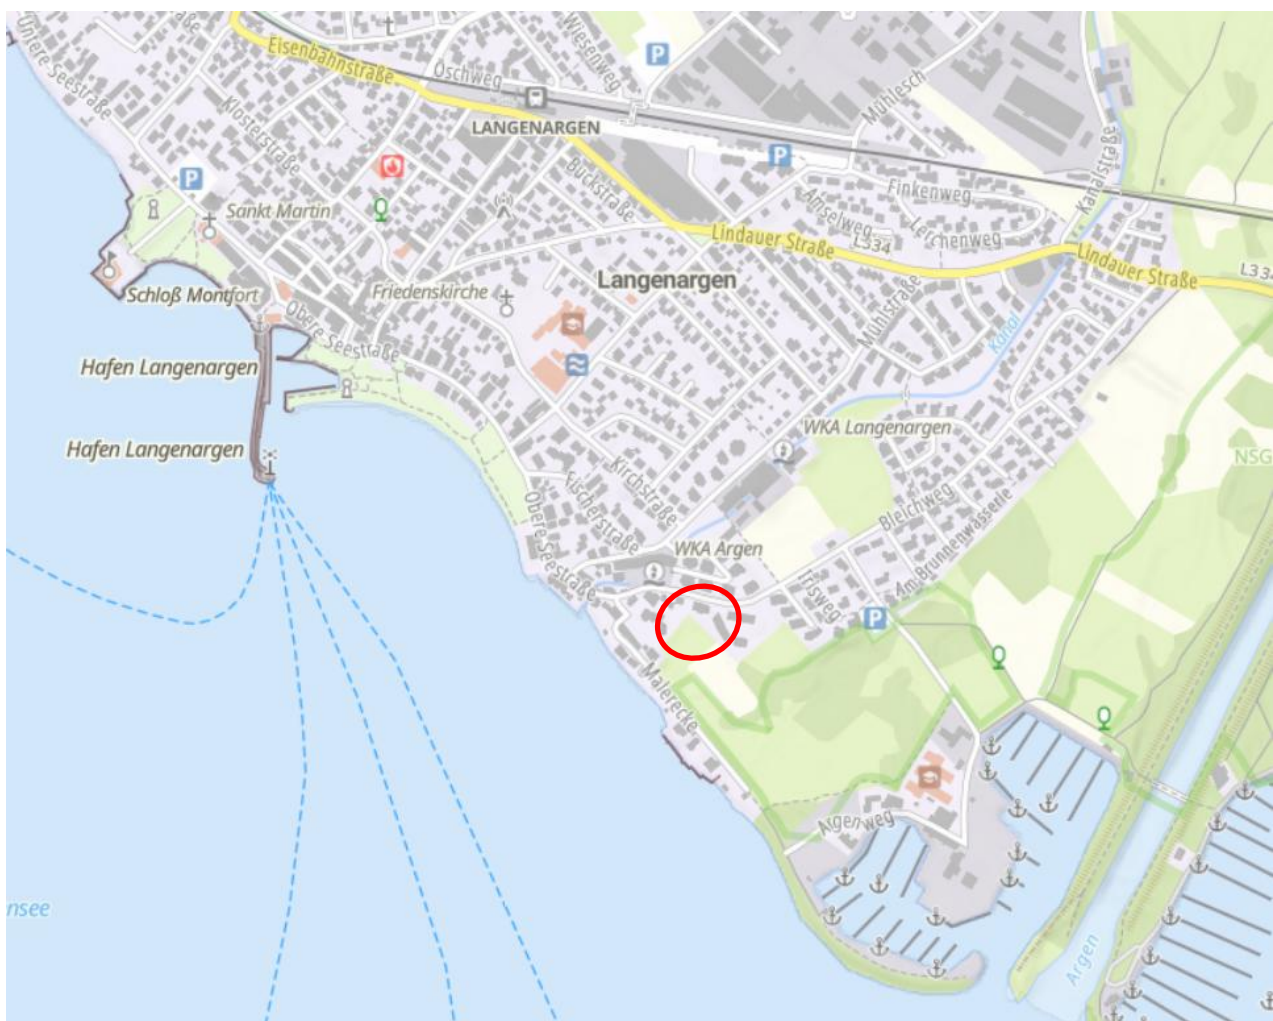 Untere Seestraße
Eisenbahnstraße
Oschweg
Wiesenweg
P
Mühlesch
LANGENARGEN
Klosterstraße
P
P
Buckstraße
Finkenweg
Kanalstraße
Sankt Martin
Amselweg
Lerchenweg
Lindauer Straße
L334
Lindauer Straße
L334
Langenargen
Schloß Montfort
Friedenskirche
Obere Seestraße
Mühlstraße
Kanal
Hafen Langenargen
Hafen Langenargen
WKA Langenargen
NSG
Kirchstraße
Fischerstraße
Obere Seestraße
Bleichweg
WKA Argen
Am Brunnenwasserle
Irisweg
P
Malerecke
Argenweg
nsee
Argen